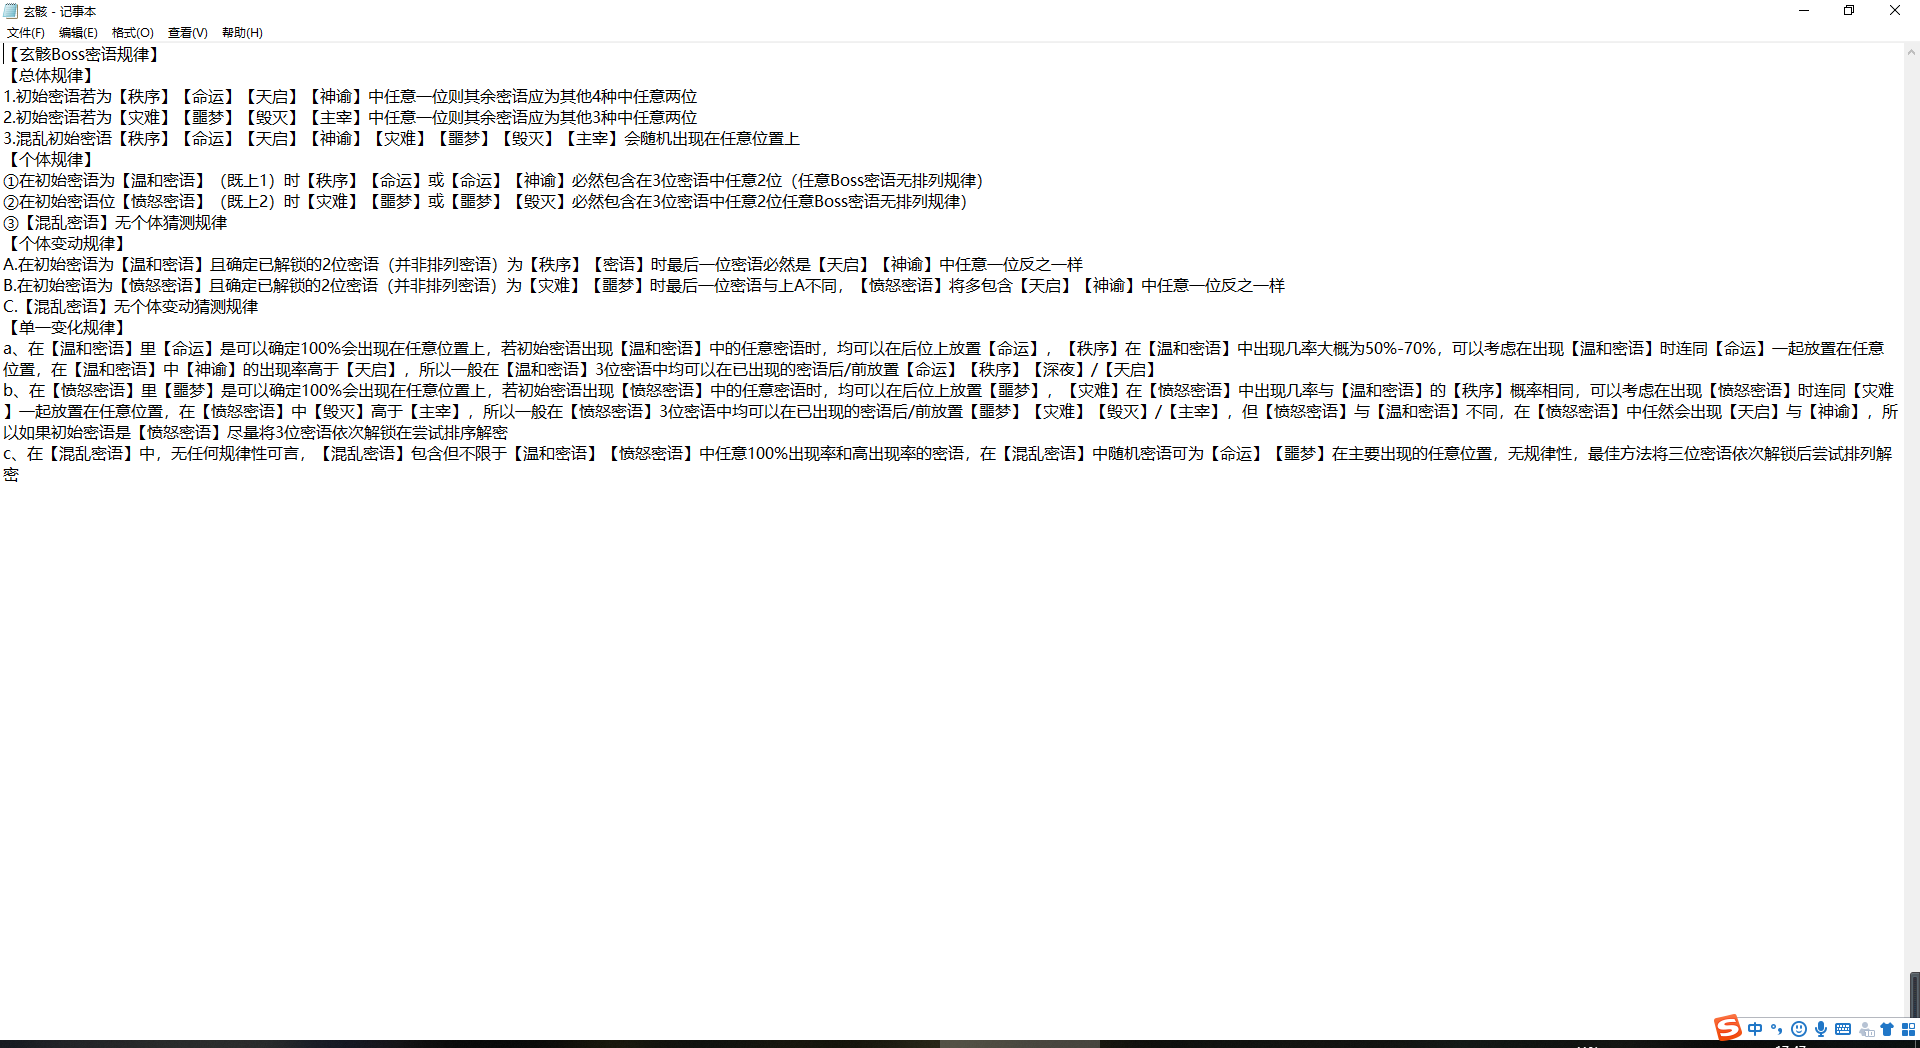 玄骸 - 记事本
文件(F) 编辑(E) 格式(O) 查看(V) 帮助(H)
【玄骸Boss密语规律】
【总体规律】
1.初始密语若为【秩序】【命运】【天启】【神谕】中任意一位则其余密语应为其他4种中任意两位
2.初始密语若为【灾难】【噩梦】【毁灭】【主宰】中任意一位则其余密语应为其他3种中任意两位
3.混乱初始密语【秩序】【命运】【天启】【神谕】【灾难】【噩梦】【毁灭】【主宰】会随机出现在任意位置上
【个体规律】
①在初始密语为【温和密语】（既上1）时【秩序】【命运】或【命运】【神谕】必然包含在3位密语中任意2位（任意Boss密语无排列规律）
②在初始密语位【愤怒密语】（既上2）时【灾难】【噩梦】或【噩梦】【毁灭】必然包含在3位密语中任意2位任意Boss密语无排列规律）
③【混乱密语】无个体猜测规律
【个体变动规律】
A.在初始密语为【温和密语】且确定已解锁的2位密语（并非排列密语）为【秩序】【密语】时最后一位密语必然是【天启】【神谕】中任意一位反之一样
B.在初始密语为【愤怒密语】且确定已解锁的2位密语（并非排列密语）为【灾难】【噩梦】时最后一位密语与上A不同，【愤怒密语】将多包含【天启】【神谕】中任意一位反之一样
C.【混乱密语】无个体变动猜测规律
【单一变化规律】
a、在【温和密语】里【命运】是可以确定100%会出现在任意位置上，若初始密语出现【温和密语】中的任意密语时，均可以在后位上放置【命运】，【秩序】在【温和密语】中出现几率大概为50%-70%，可以考虑在出现【温和密语】时连同【命运】一起放置在任意
位置，在【温和密语】中【神谕】的出现率高于【天启】，所以一般在【温和密语】3位密语中均可以在已出现的密语后/前放置【命运】【秩序】【深夜】/【天启】
b、在【愤怒密语】里【噩梦】是可以确定100%会出现在任意位置上，若初始密语出现【愤怒密语】中的任意密语时，均可以在后位上放置【噩梦】，【灾难】在【愤怒密语】中出现几率与【温和密语】的【秩序】概率相同，可以考虑在出现【愤怒密语】时连同【灾难
】一起放置在任意位置，在【愤怒密语】中【毁灭】高于【主宰】，所以一般在【愤怒密语】3位密语中均可以在已出现的密语后/前放置【噩梦】【灾难】【毁灭】/【主宰】，但【愤怒密语】与【温和密语】不同，在【愤怒密语】中任然会出现【天启】与【神谕】，所
以如果初始密语是【愤怒密语】尽量将3位密语依次解锁在尝试排序解密
c、在【混乱密语】中，无任何规律性可言，【混乱密语】包含但不限于【温和密语】【愤怒密语】中任意100%出现率和高出现率的密语，在【混乱密语】中随机密语可为【命运】【噩梦】在主要出现的任意位置，无规律性，最佳方法将三位密语依次解锁后尝试排列解
密
中